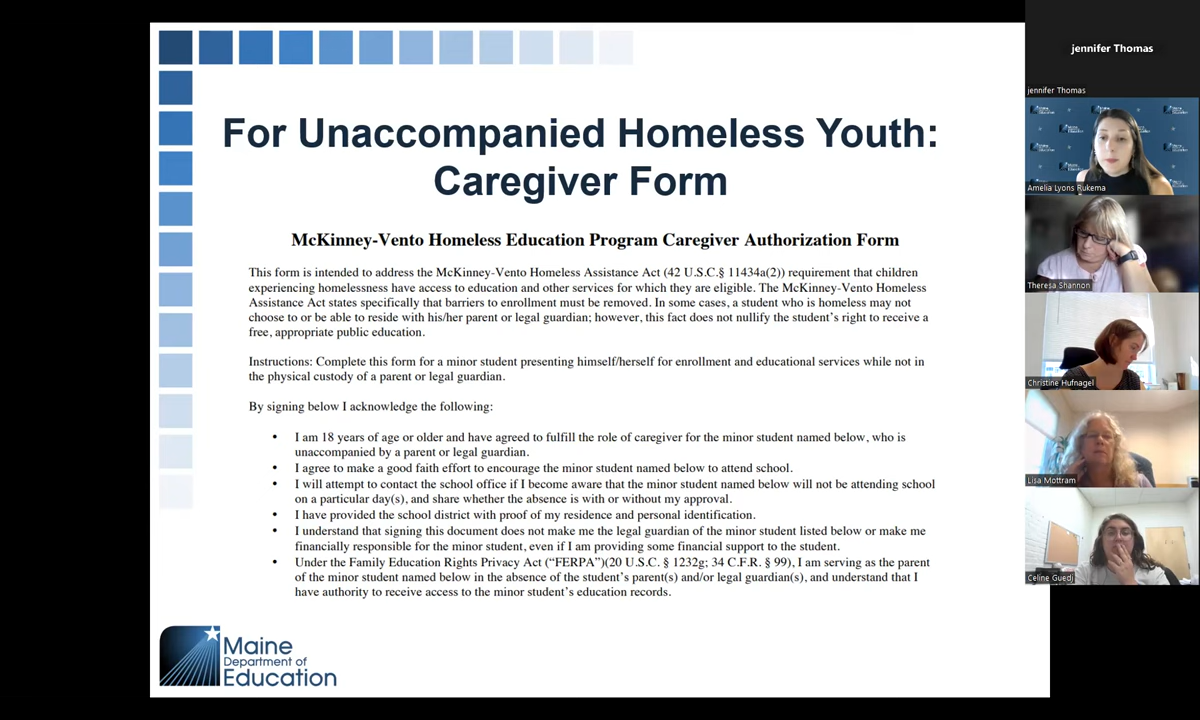 For Unaccompanied Homeless Youth:
Caregiver Form
McKinney-Vento Homeless Education Program Caregiver Authorization Form
This form is intended to address the McKinney-Vento Homeless Assistance Act (42 U.S.C.§ 11434a(2)) requirement that children
experiencing homelessness have access to education and other services for which they are eligible. The McKinney-Vento Homeless
Assistance Act states specifically that barriers to enrollment must be removed. In some cases, a student who is homeless may not
choose to or be able to reside with his/her parent or legal guardian; however, this fact does not nullify the student's right to receive a
free, appropriate public education.
Instructions: Complete this form for a minor student presenting himself/herself for enrollment and educational services while not in
the physical custody of a parent or legal guardian.
By signing below I acknowledge the following:
• I am 18 years of age or older and have agreed to fulfill the role of caregiver for the minor student named below, who is
unaccompanied by a parent or legal guardian.
• I agree to make a good faith effort to encourage the minor student named below to attend school.
• I will attempt to contact the school office if I become aware that the minor student named below will not be attending school
on a particular day(s), and share whether the absence is with or without my approval.
• I have provided the school district with proof of my residence and personal identification.
• I understand that signing this document does not make me the legal guardian of the minor student listed below or make me
financially responsible for the minor student, even if I am providing some financial support to the student.
• Under the Family Education Rights Privacy Act ("FERPA")(20 U.S.C. § 1232g; 34 C.F.R. § 99), I am serving as the parent
of the minor student named below in the absence of the student's parent(s) and/or legal guardian(s), and understand that I
have authority to receive access to the minor student's education records.
Maine
Department of
Education
jennifer Thomas
jennifer Thomas
Amelia Lyons Rukema
Theresa Shannon
Christine Hufnagel
Lisa Mottram
Celine Guedj